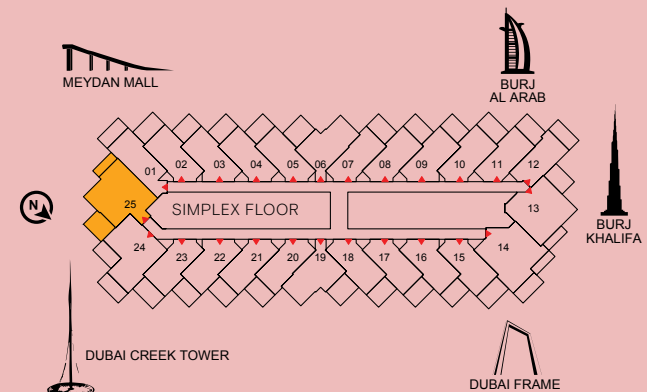 MEYDAN MALL
BURJ
AL ARAB
01
02
03
04
05
06
07
08
09
10
11
12
BURJ
KHALIFA
N
25
SIMPLEX FLOOR
13
24
23
22
21
20
19
18
17
16
15
14
DUBAI CREEK TOWER
DUBAI FRAME